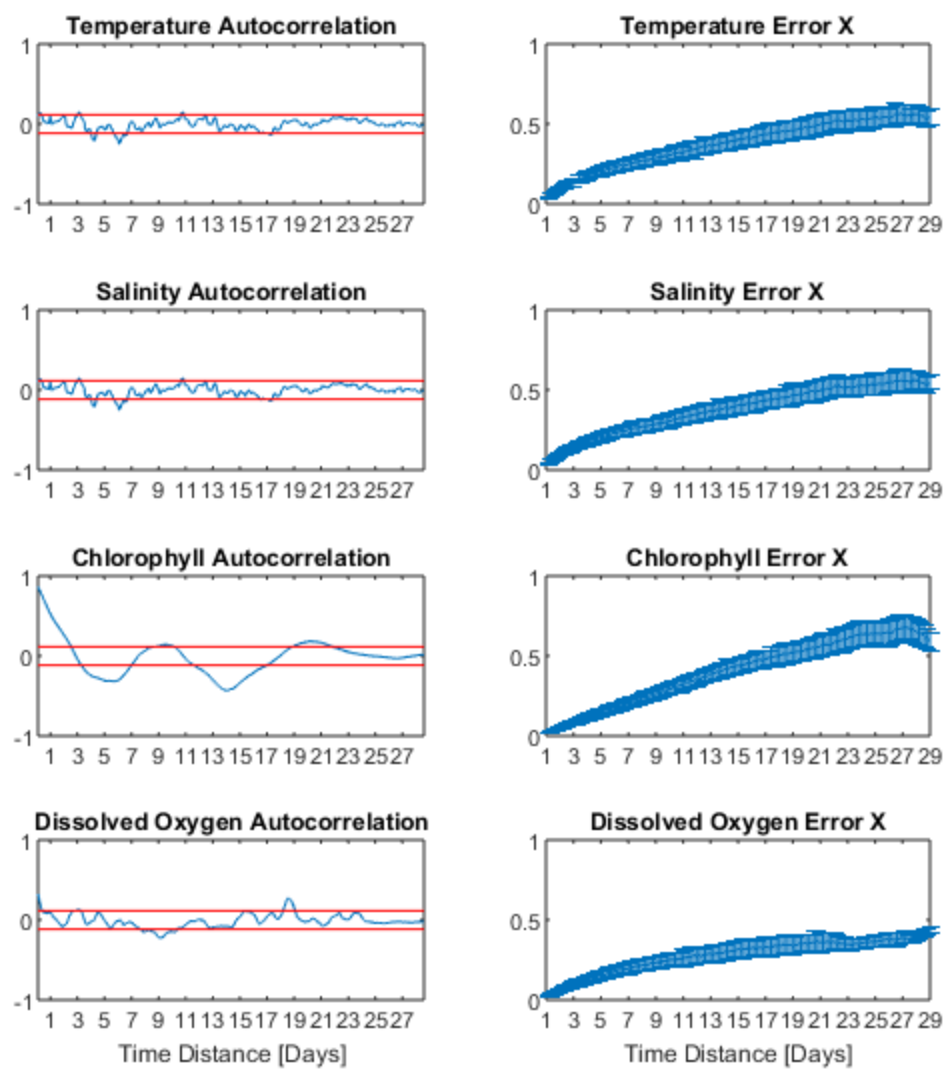 Temperature Autocorrelation
1
0
-1
1 3 5 7 9 11 13 15 17 19 21 23 25 27
Temperature Error X
1
0.5
0
1 3 5 7 9 11 13 15 17 19 21 23 25 27 29
Salinity Autocorrelation
1
0
-1
1 3 5 7 9 11 13 15 17 19 21 23 25 27
Salinity Error X
1
0.5
0
1 3 5 7 9 11 13 15 17 19 21 23 25 27 29
Chlorophyll Autocorrelation
1
0
-1
1 3 5 7 9 11 13 15 17 19 21 23 25 27
Chlorophyll Error X
1
0.5
0
1 3 5 7 9 11 13 15 17 19 21 23 25 27 29
Dissolved Oxygen Autocorrelation
1
0
-1
1 3 5 7 9 11 13 15 17 19 21 23 25 27
Time Distance [Days]
Dissolved Oxygen Error X
1
0.5
0
1 3 5 7 9 11 13 15 17 19 21 23 25 27 29
Time Distance [Days]